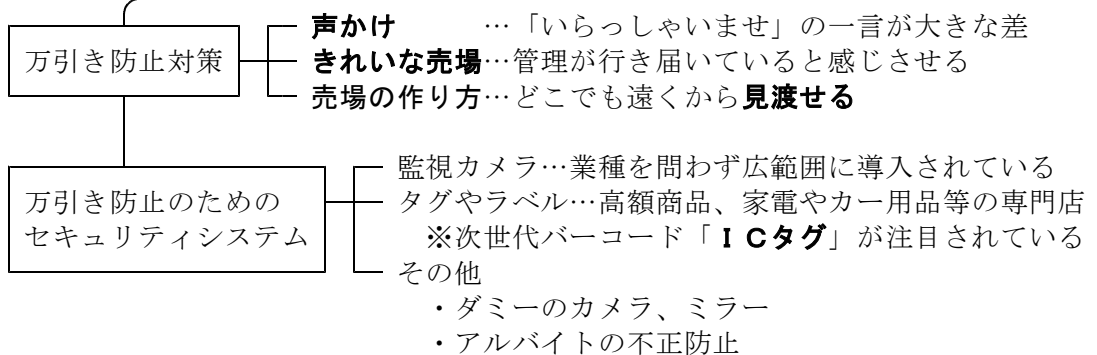 声かけ　　　…「いらっしゃいませ」の一言が大きな差
万引き防止対策
きれいな売場…管理が行き届いていると感じさせる
売場の作り方…どこでも遠くから見渡せる
監視カメラ…業種を問わず広範囲に導入されている
万引き防止のための
セキュリティシステム
タグやラベル…高額商品、家電やカー用品等の専門店
※次世代バーコード「ＩＣタグ」が注目されている
その他
・ダミーのカメラ、ミラー
・アルバイトの不正防止